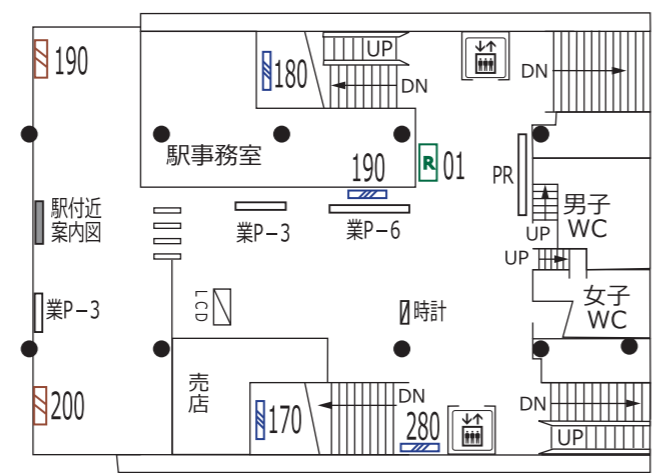 190
180
UP
DN
DN
駅事務室
190
R 01
PR
男子
WC
UP
UP
駅付近
案内図
業P-3
業P-6
業P-3
LCD
時計
女子
WC
売店
200
170
DN
280
DN
UP